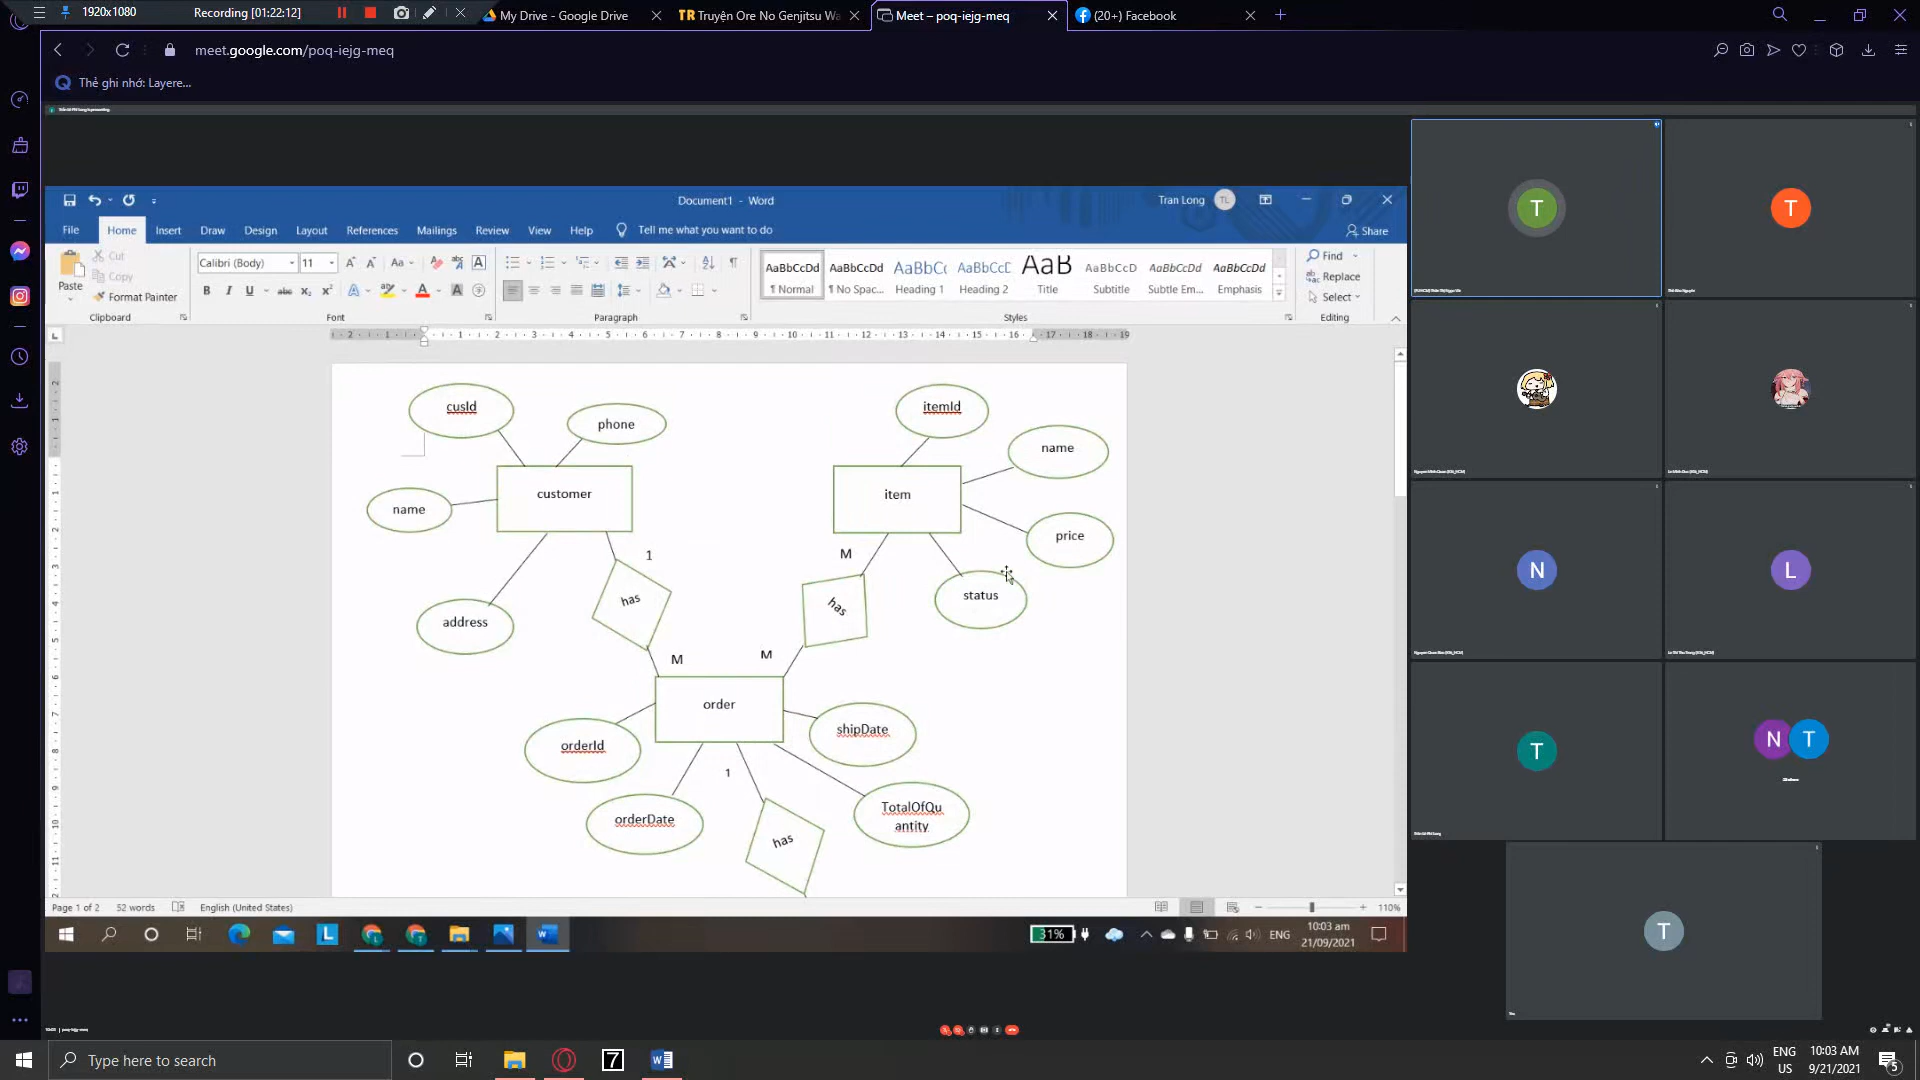 Recording [01:22:12]
1920x1080
My Drive - Google Drive
Truyện Ore No Genjitsu Wa
Meet – poq-iejg-meq
(20+) Facebook
meet.google.com/poq-iejg-meq
Thẻ ghi nhớ: Layere...
Document1 - Word
Tran Long
TL
File
Home
Insert
Draw
Design
Layout
References
Mailings
Review
View
Help
Tell me what you want to do
Share
Paste
Cut
Copy
Format Painter
Clipboard
Calibri (Body)
11
Font
Paragraph
AaBbCcDd
¶ Normal
AaBbCcDd
¶ No Spac...
AaBbCc
Heading 1
AaBbCcC
Heading 2
AaB
Title
AaBbCcD
Subtitle
AaBbCcDd
Subtle Em...
AaBbCcDd
Emphasis
Styles
Find
Replace
Select
Editing
cusId
phone
customer
name
address
1
has
M
itemId
name
item
price
status
M
has
M
order
orderId
orderDate
shipDate
TotalOfQu
antity
1
has
Page 1 of 2
52 words
English (United States)
110%
31%
ENG
10:03 am
21/09/2021
T
T
N
L
T
N
T
T
Type here to search
7
ENG
US
10:03 AM
9/21/2021
5